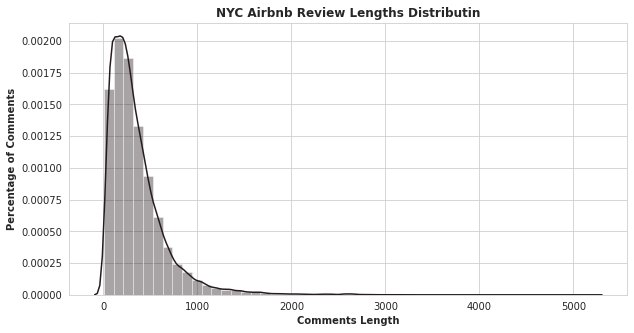 NYC Airbnb Review Lengths Distributin
0.00200
0.00175
0.00150
0.00125
0.00100
0.00075
0.00050
0.00025
0.00000
Percentage of Comments
0 1000 2000 3000 4000 5000
Comments Length